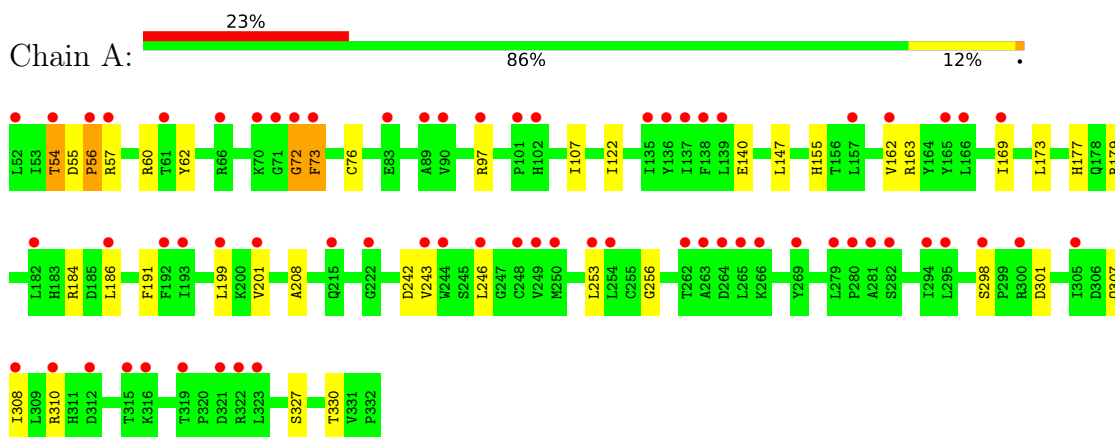 23%
Chain A:
86% 12% •
L52 I53 T54 D55 P56 R57 R60 T61 Y62 R66 K70 G71 G72 F73 C76 E83 A89 V90 R97 P101 H102 I107 I122 I135 Y136 I137 F138 L139 E140 L147 H155 T156 L157 V162 R163 Y164 Y165 L166 I169 L173 H177 Q178 R179
L182 H183 R184 D185 L186 F191 F192 I193 L199 K200 V201 A208 Q215 G222 D242 V243 W244 S245 L246 G247 C248 V249 M250 L253 L254 C255 G256 T262 A263 D264 L265 K266 Y269 L279 P280 A281 S282 I294 L295 S298 P299 R300 D301 I305 D306
I308 L309 R310 H311 D312 T315 K316 T319 P320 D321 R322 L323 S327 T330 V331 P332